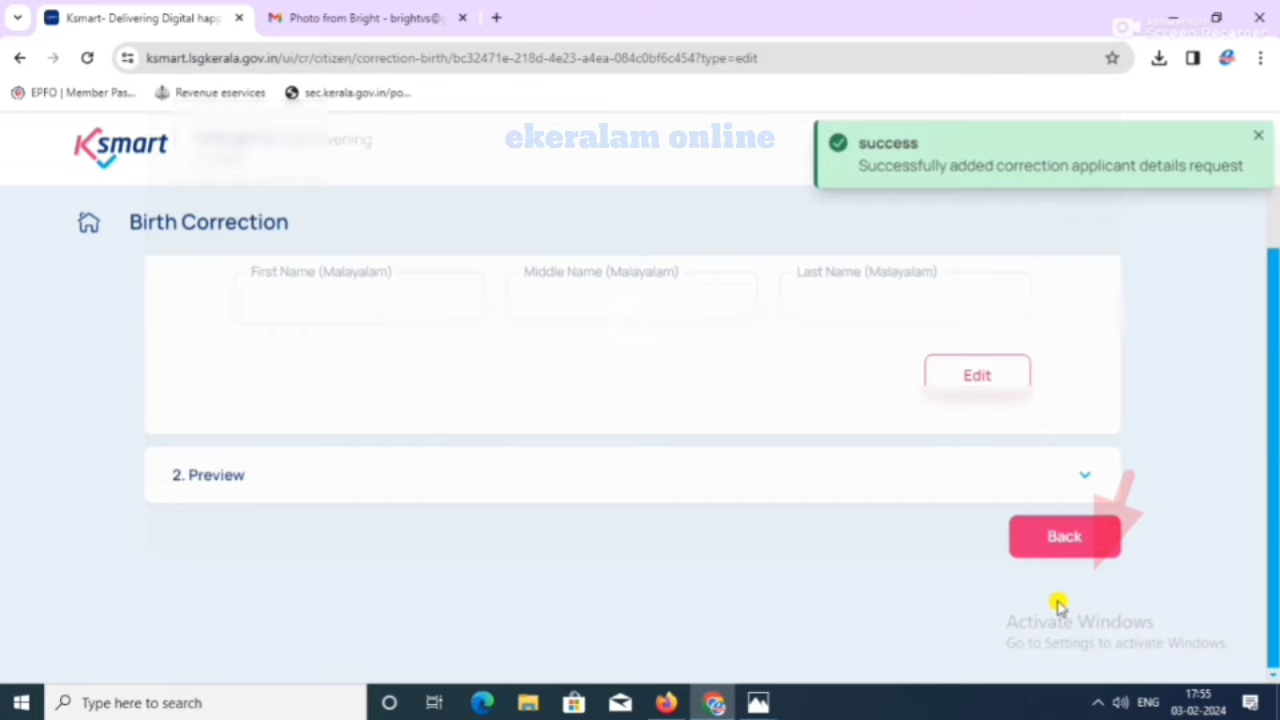 Ksmart- Delivering Digital happ
Photo from Bright - brightvs@g
Screen Recorder
ksmart.lsgkerala.gov.in/ui/cr/citizen/correction-birth/bc32471e-218d-4e23-a4ea-084c0bf6c454?type=edit
EPFO | Member Pas...
Revenue eservices
sec.kerala.gov.in/po...
Ksmart
evening
ekeralam online
success
Successfully added correction applicant details request
Birth Correction
First Name (Malayalam)
Middle Name (Malayalam)
Last Name (Malayalam)
Edit
2. Preview
Back
Activate Windows
Go to Settings to activate Windows.
Type here to search
ENG
17:55
03-02-2024